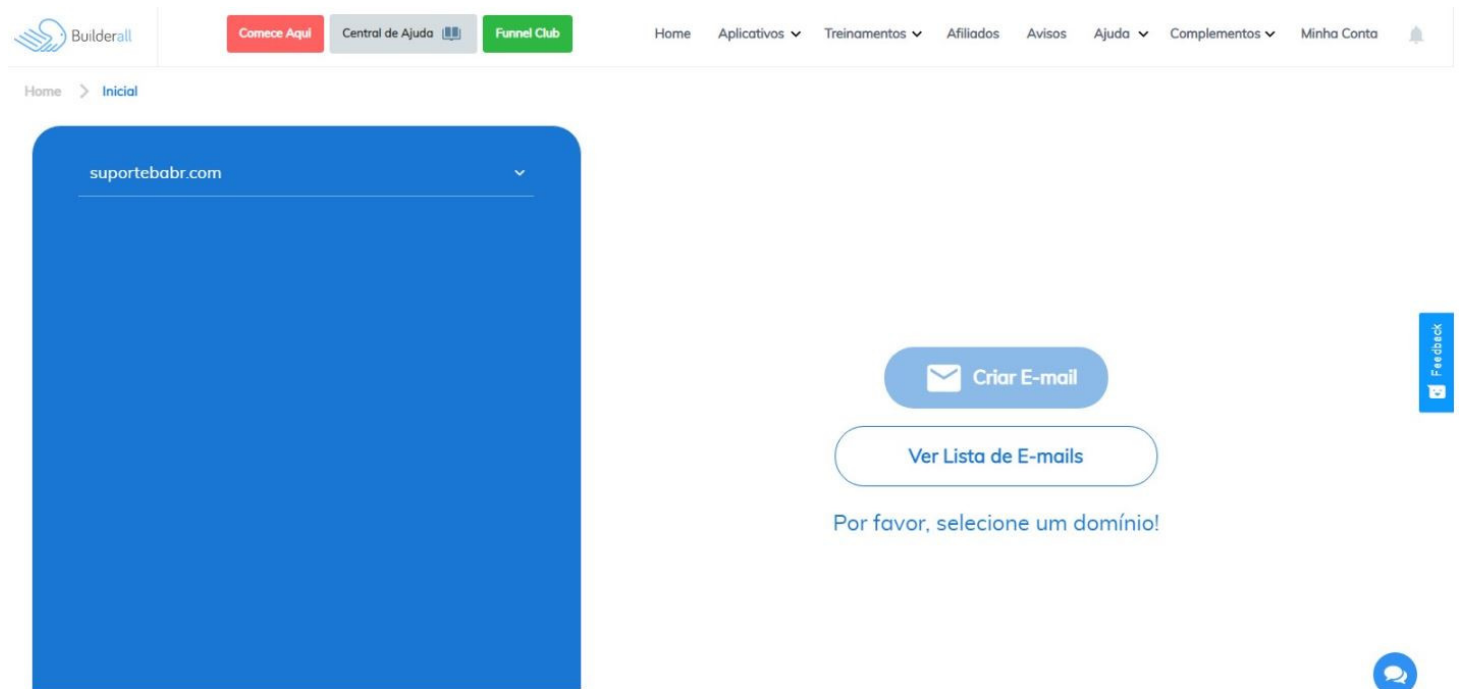 Builderall
Comece Aqui
Central de Ajuda
Funnel Club
Home
Aplicativos
Treinamentos
Afiliados
Avisos
Ajuda
Complementos
Minha Conta
Home > Inicial
suportebabr.com
Feedback
Criar E-mail
Ver Lista de E-mails
Por favor, selecione um domínio!